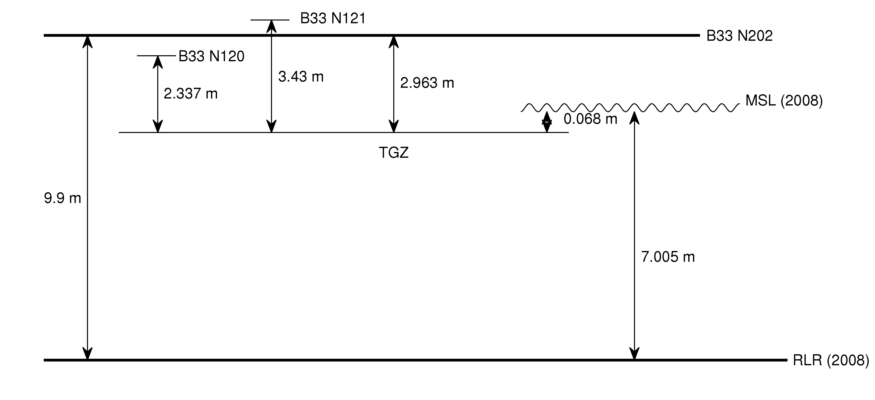 B33 N121
B33 N202
B33 N120
3.43 m
2.963 m
2.337 m
MSL (2008)
0.068 m
TGZ
9.9 m
7.005 m
RLR (2008)